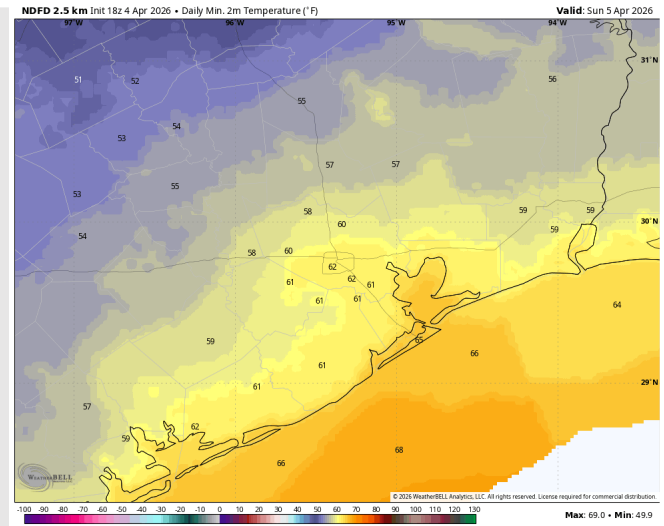 NDFD 2.5 km Init 18z 4 Apr 2026 • Daily Min. 2m Temperature (°F)
Valid: Sun 5 Apr 2026
97°W 96°W 95°W 94°W
31°N
51 52 56
55
54
53
57 57
55
53
58 59 59
60 30°N
59
54
58 60
62
62
61 61
61 61
64
59
65
66
29°N
61
61
57
62
59
68
66
WEATHERBELL
© 2026 WeatherBELL Analytics, LLC. All rights reserved. License required for commercial distribution.
-100 -90 -80 -70 -60 -50 -40 -30 -20 -10 0 10 20 30 40 50 60 70 80 90 100 110 120 130
Max: 69.0 • Min: 49.9